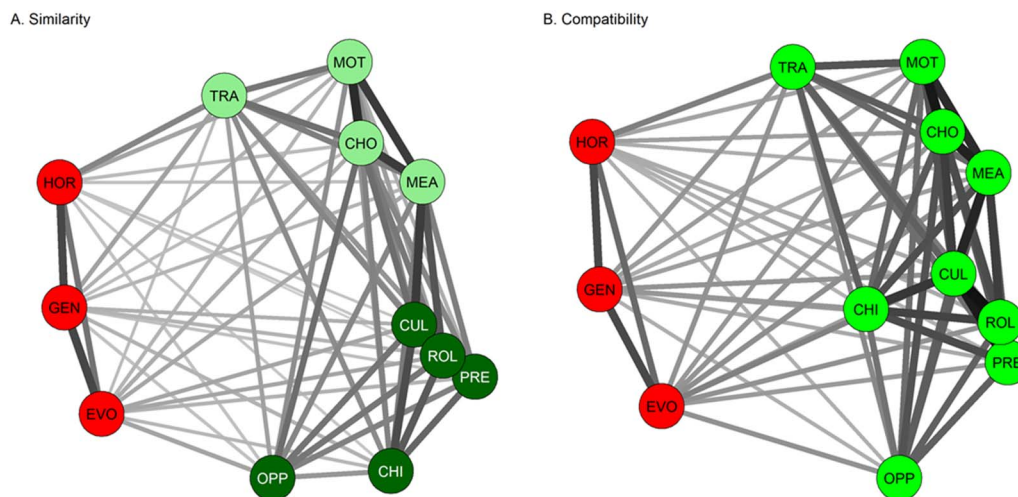 A. Similarity
MOT
TRA
CHO
HOR
MEA
GEN
CUL
ROL
PRE
EVO
CHI
OPP
B. Compatibility
MOT
TRA
CHO
HOR
MEA
CUL
GEN
CHI
ROL
PRE
EVO
OPP